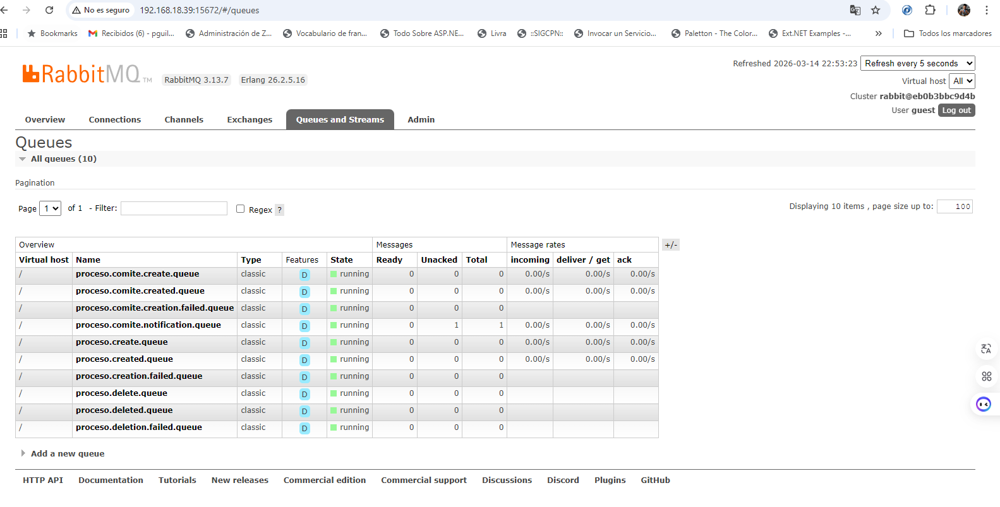 No es seguro 192.168.18.39:15672/#/queues
Bookmarks Recibidos (6) - pguil... Administración de Z... Vocabulario de fran... Todo Sobre ASP.NE... Livra ::SIGCPN:: Invocar un Servicio... Paletton - The Color... Ext.NET Examples -... » Todos los marcadores
Refreshed 2026-03-14 22:53:23 Refresh every 5 seconds
RabbitMQ TM RabbitMQ 3.13.7 Erlang 26.2.5.16
Virtual host All
Cluster rabbit@eb0b3bbc9d4b
User guest Log out
Overview Connections Channels Exchanges Queues and Streams Admin
Queues
All queues (10)
Pagination
Page 1 of 1 - Filter: Regex ? Displaying 10 items , page size up to: 100
Overview Messages Message rates +/-
Virtual host Name Type Features State Ready Unacked Total incoming deliver / get ack
/ proceso.comite.create.queue classic D running 0 0 0 0.00/s 0.00/s 0.00/s
/ proceso.comite.created.queue classic D running 0 0 0 0.00/s 0.00/s 0.00/s
/ proceso.comite.creation.failed.queue classic D running 0 0 0
/ proceso.comite.notification.queue classic D running 0 1 1 0.00/s 0.00/s 0.00/s
/ proceso.create.queue classic D running 0 0 0 0.00/s 0.00/s 0.00/s
/ proceso.created.queue classic D running 0 0 0 0.00/s 0.00/s 0.00/s
/ proceso.creation.failed.queue classic D running 0 0 0
/ proceso.delete.queue classic D running 0 0 0
/ proceso.deleted.queue classic D running 0 0 0
/ proceso.deletion.failed.queue classic D running 0 0 0
Add a new queue
HTTP API Documentation Tutorials New releases Commercial edition Commercial support Discussions Discord Plugins GitHub